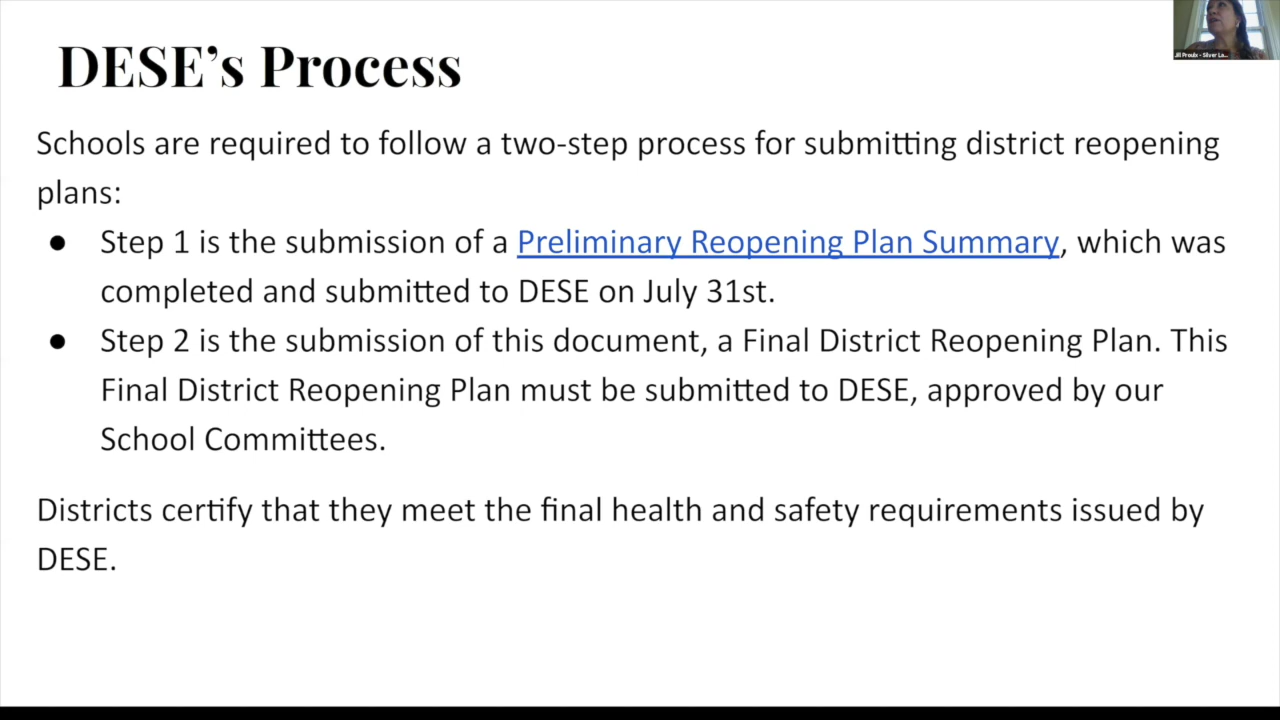 DESE’s Process
Jill Proulx - Silver La...
Schools are required to follow a two-step process for submitting district reopening
plans:
● Step 1 is the submission of a Preliminary Reopening Plan Summary, which was
completed and submitted to DESE on July 31st.
● Step 2 is the submission of this document, a Final District Reopening Plan. This
Final District Reopening Plan must be submitted to DESE, approved by our
School Committees.
Districts certify that they meet the final health and safety requirements issued by
DESE.